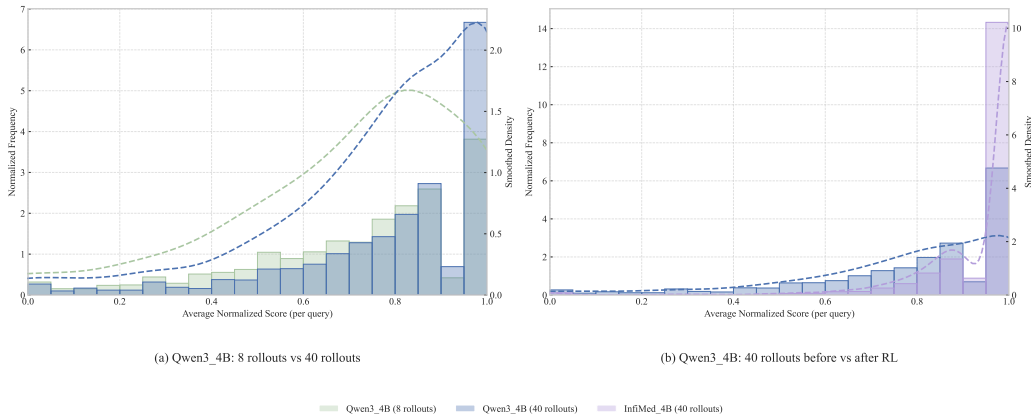 7
6
5
4
3
2
1
0
Normalized Frequency
2.0
1.5
1.0
0.5
0.0
Smoothed Density
0.0 0.2 0.4 0.6 0.8 1.0
Average Normalized Score (per query)
(a) Qwen3_4B: 8 rollouts vs 40 rollouts
14
12
10
8
6
4
2
0
Normalized Frequency
10
8
6
4
2
0
Smoothed Density
0.0 0.2 0.4 0.6 0.8 1.0
Average Normalized Score (per query)
(b) Qwen3_4B: 40 rollouts before vs after RL
Qwen3_4B (8 rollouts) Qwen3_4B (40 rollouts) InfiMed_4B (40 rollouts)